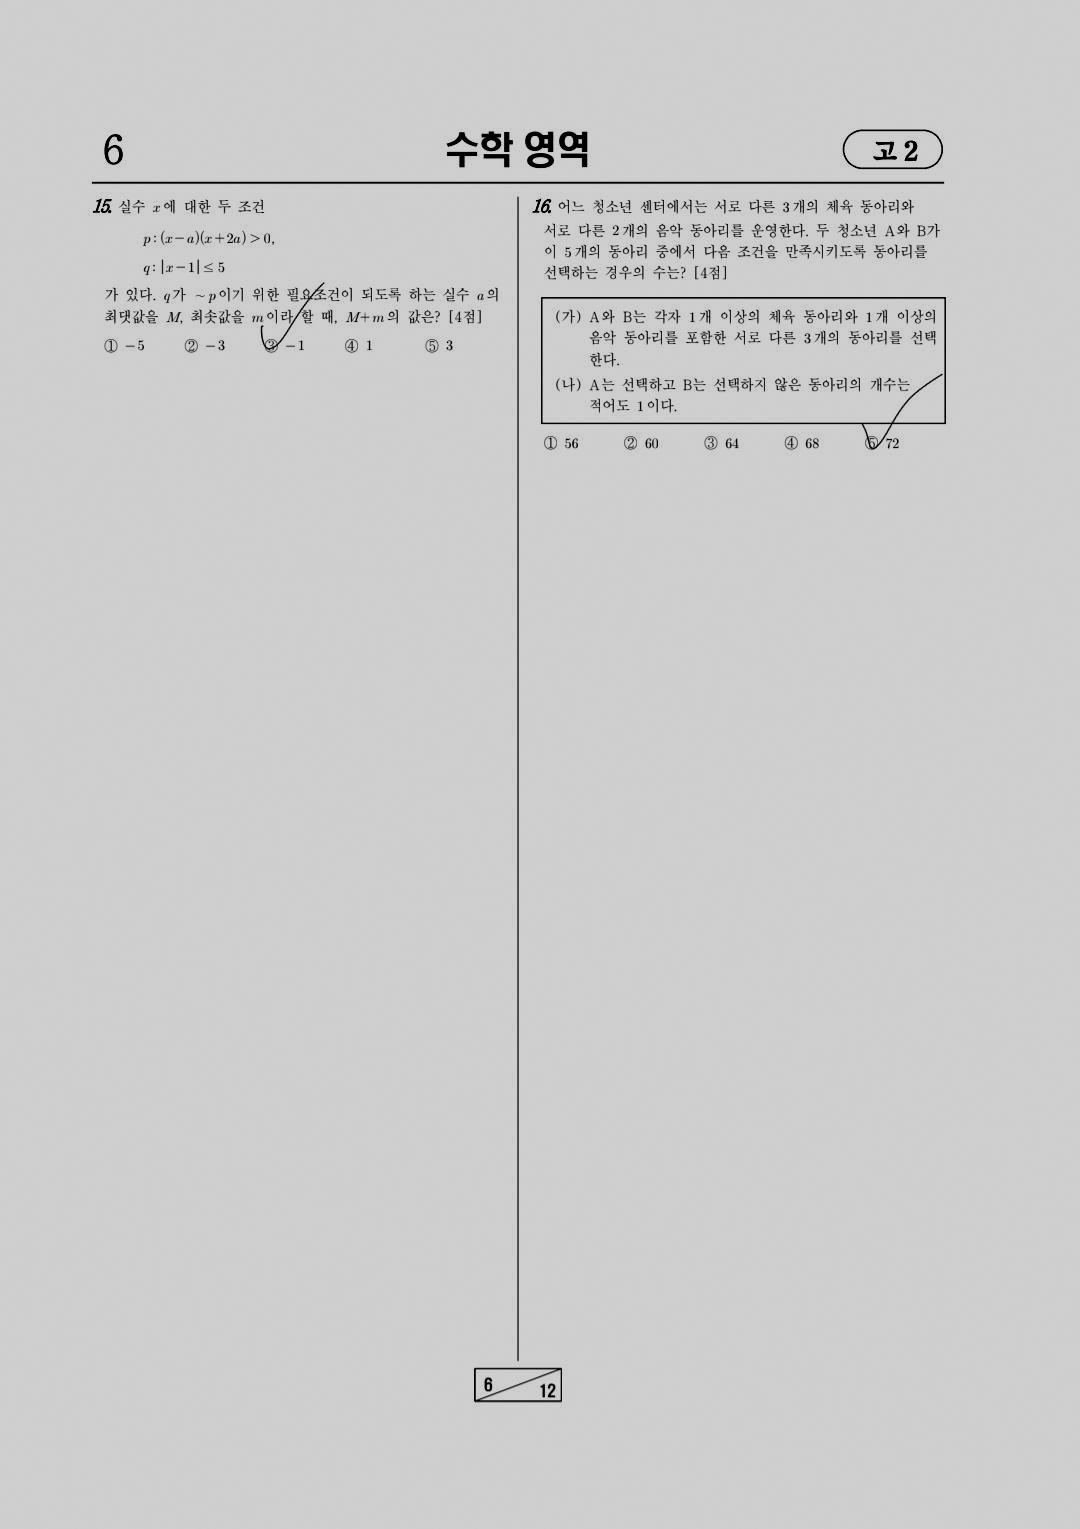 6
수학 영역
고 2
15. 실수 x에 대한 두 조건
p : (x-a)(x+2a) > 0,
q : |x-1| ≤ 5
가 있다. q가 ~p이기 위한 필요조건이 되도록 하는 실수 a의
최댓값을 M, 최솟값을 m이라 할 때, M+m의 값은? [4점]
① -5 ② -3 ③ -1 ④ 1 ⑤ 3
16. 어느 청소년 센터에서는 서로 다른 3개의 체육 동아리와
서로 다른 2개의 음악 동아리를 운영한다. 두 청소년 A와 B가
이 5개의 동아리 중에서 다음 조건을 만족시키도록 동아리를
선택하는 경우의 수는? [4점]
(가) A와 B는 각자 1개 이상의 체육 동아리와 1개 이상의
음악 동아리를 포함한 서로 다른 3개의 동아리를 선택
한다.
(나) A는 선택하고 B는 선택하지 않은 동아리의 개수는
적어도 1이다.
① 56 ② 60 ③ 64 ④ 68 ⑤ 72
6
12